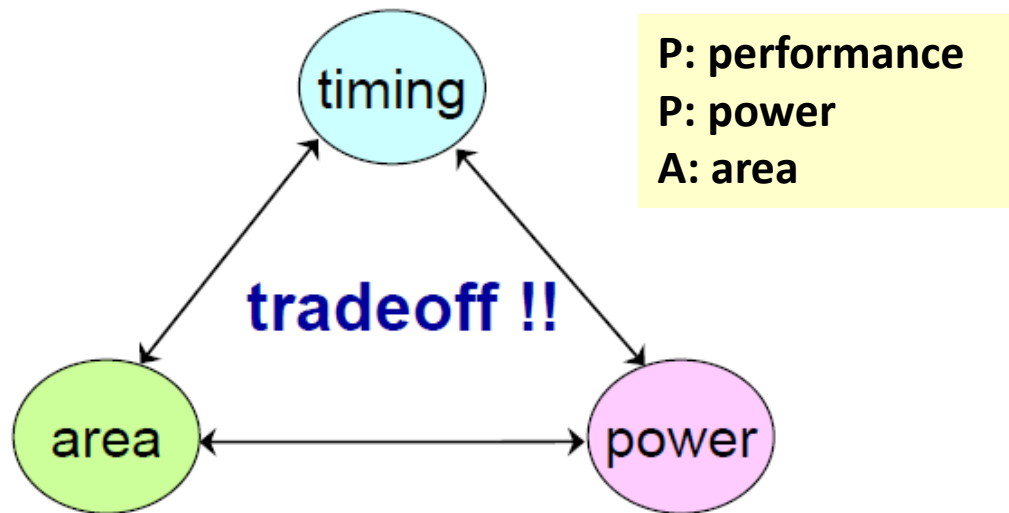 timing
P: performance
P: power
A: area
tradeoff !!
area
power